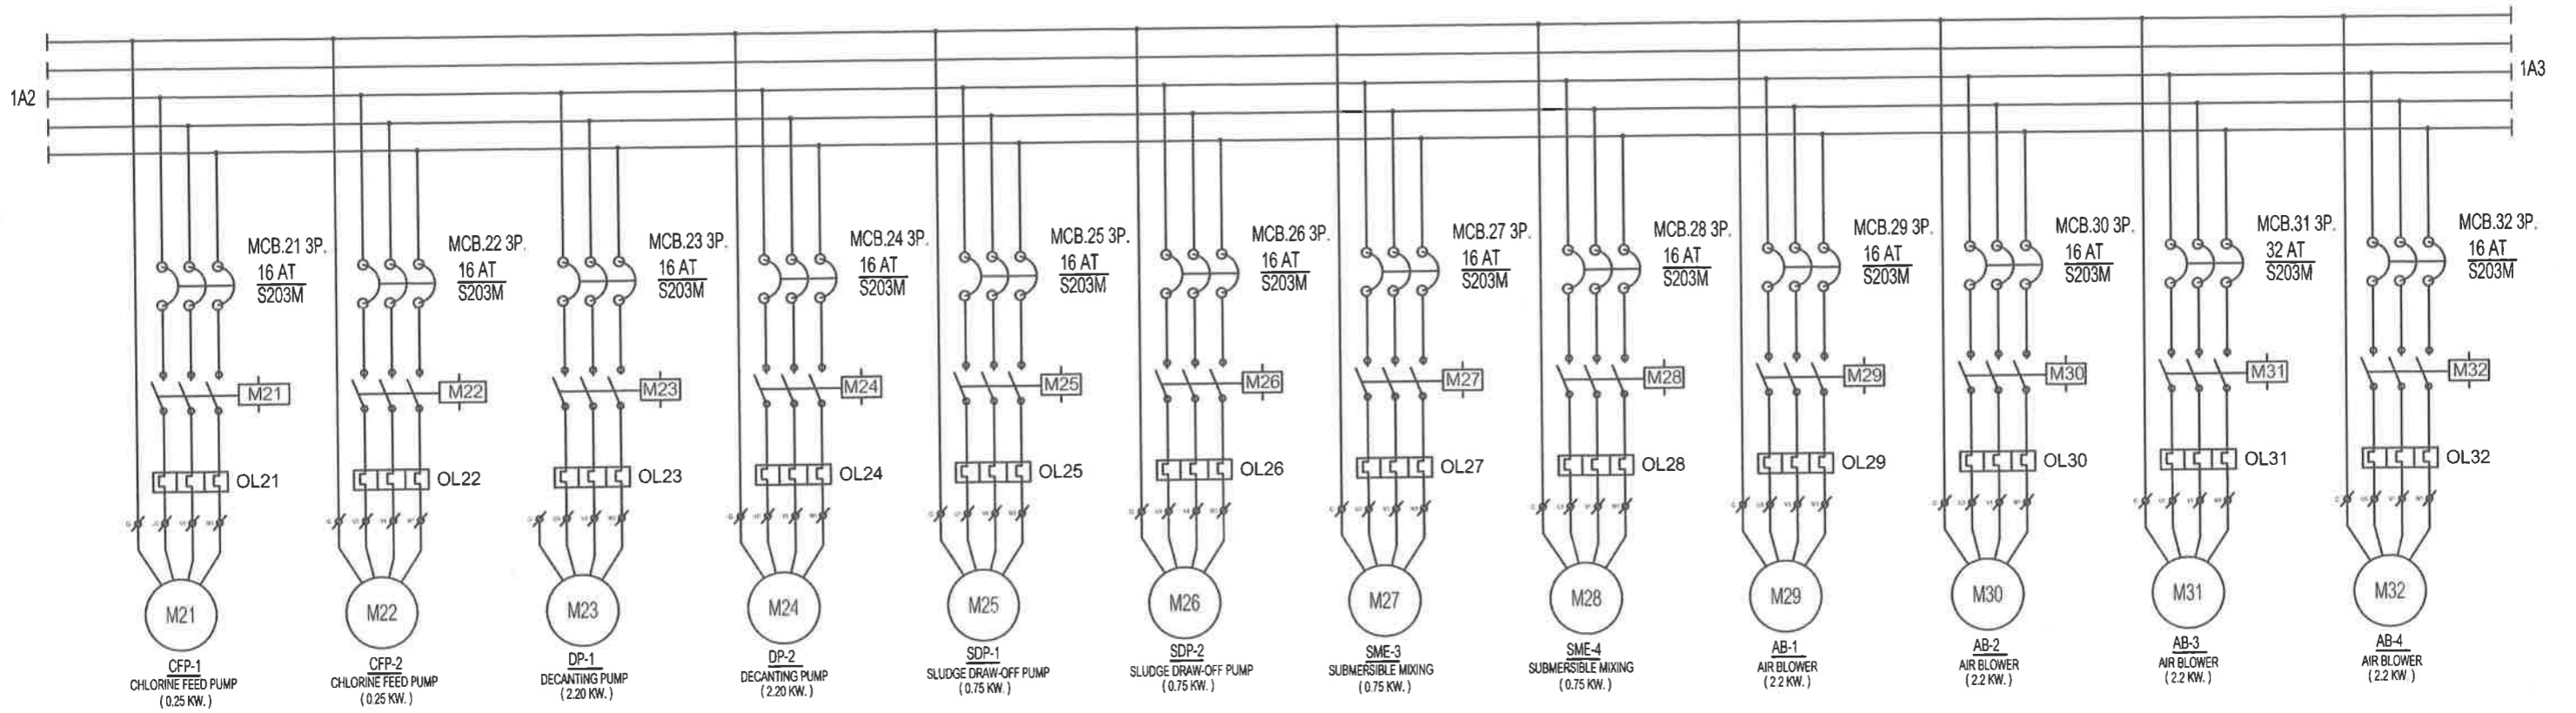 1A2
1A3
MCB.21 3P.
16 AT
S203M
MCB.22 3P.
16 AT
S203M
MCB.23 3P.
16 AT
S203M
MCB.24 3P.
16 AT
S203M
MCB.25 3P.
16 AT
S203M
MCB.26 3P.
16 AT
S203M
MCB.27 3P.
16 AT
S203M
MCB.28 3P.
16 AT
S203M
MCB.29 3P.
16 AT
S203M
MCB.30 3P.
16 AT
S203M
MCB.31 3P.
32 AT
S203M
MCB.32 3P.
16 AT
S203M
M21
M22
M23
M24
M25
M26
M27
M28
M29
M30
M31
M32
OL21
OL22
OL23
OL24
OL25
OL26
OL27
OL28
OL29
OL30
OL31
OL32
M21
M22
M23
M24
M25
M26
M27
M28
M29
M30
M31
M32
CFP-1
CHLORINE FEED PUMP
( 0.25 KW. )
CFP-2
CHLORINE FEED PUMP
( 0.25 KW. )
DP-1
DECANTING PUMP
( 2.20 KW. )
DP-2
DECANTING PUMP
( 2.20 KW. )
SDP-1
SLUDGE DRAW-OFF PUMP
( 0.75 KW. )
SDP-2
SLUDGE DRAW-OFF PUMP
( 0.75 KW. )
SME-3
SUBMERSIBLE MIXING
( 0.75 KW. )
SME-4
SUBMERSIBLE MIXING
( 0.75 KW. )
AB-1
AIR BLOWER
( 2.2 KW. )
AB-2
AIR BLOWER
( 2.2 KW. )
AB-3
AIR BLOWER
( 2.2 KW. )
AB-4
AIR BLOWER
( 2.2 KW. )